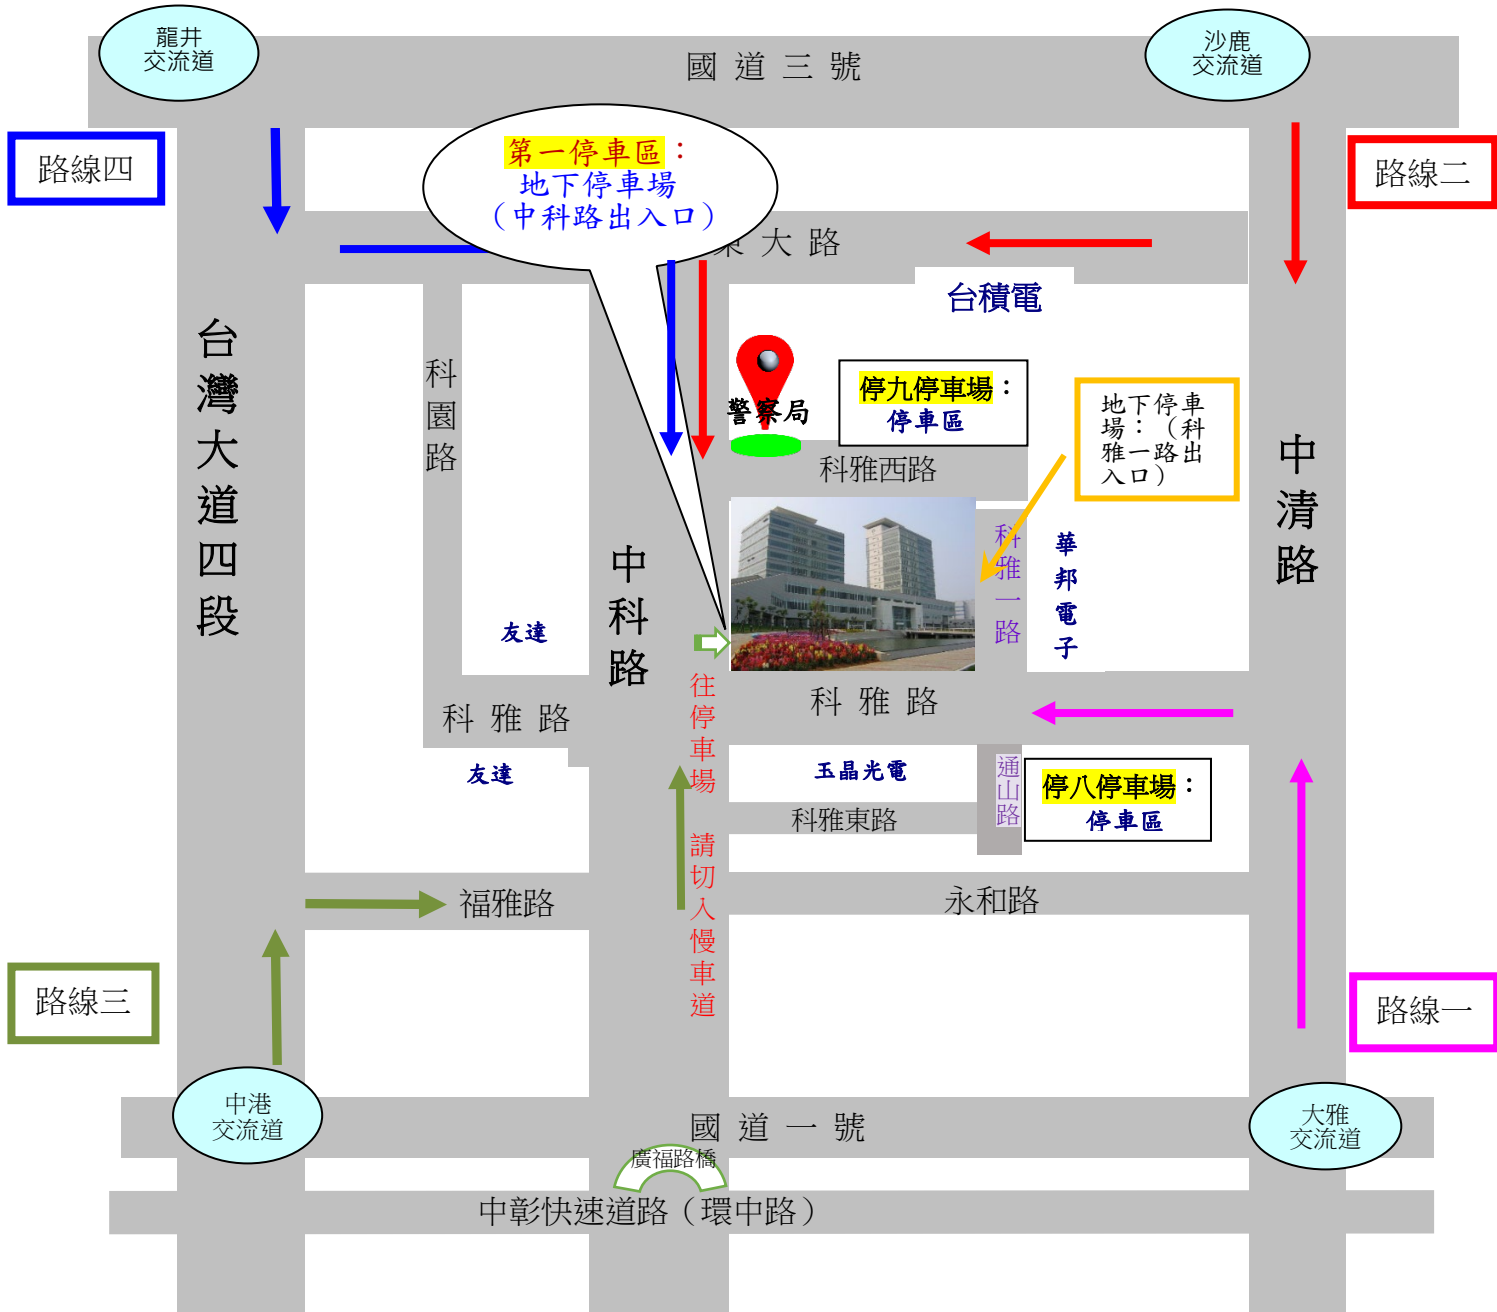 龍井
交流道
國道三號
沙鹿
交流道
路線四
第一停車區：
地下停車場
（中科路出入口）
路線二
東大路
台積電
台灣大道四段
科園路
警察局
停九停車場：
停車區
地下停車
場：（科
雅一路出
入口）
中清路
科雅西路
中科路
科雅一路
華邦電子
友達
往停車場 請切入慢車道
科雅路
科雅路
友達
玉晶光電
通山路
停八停車場：
停車區
科雅東路
福雅路
永和路
路線三
路線一
中港
交流道
國道一號
大雅
交流道
廣福路橋
中彰快速道路（環中路）